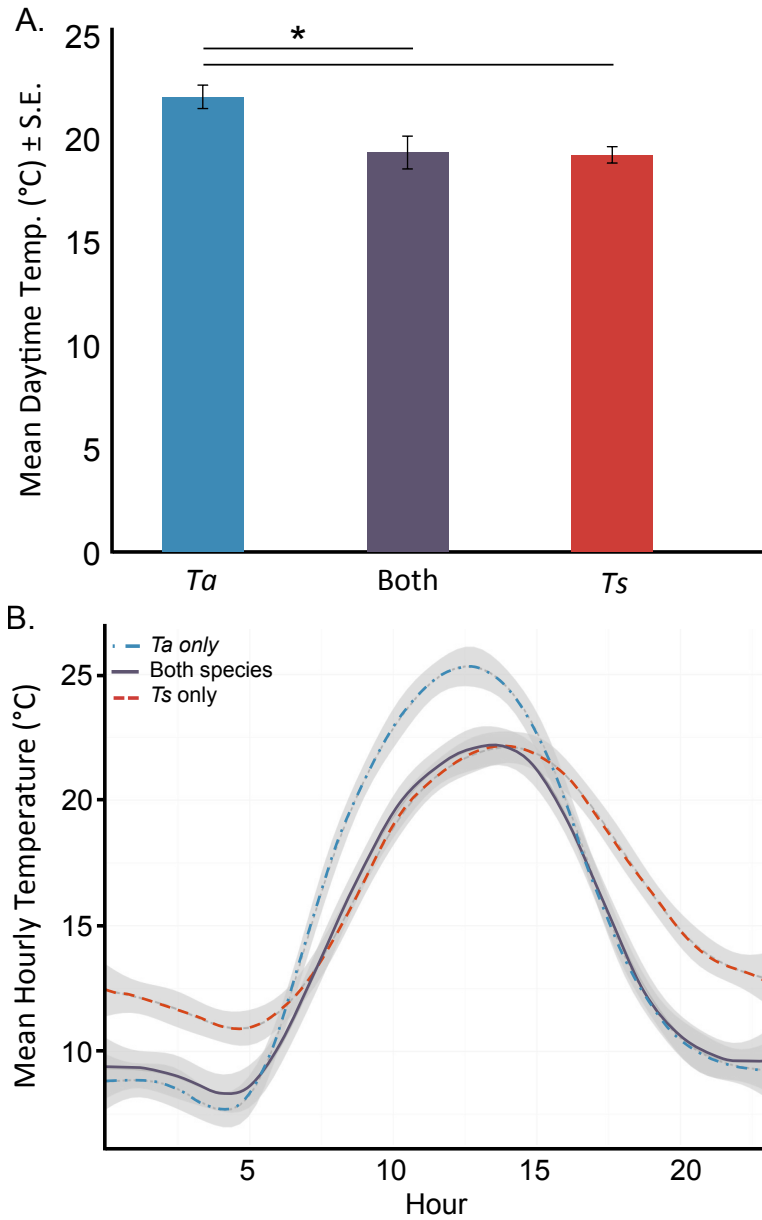 A.
Mean Daytime Temp. (°C) ± S.E.
25
20
15
10
5
0
*
Ta
Both
Ts
B.
Mean Hourly Temperature (°C)
Ta only
Both species
Ts only
25
20
15
10
5
10
15
20
Hour